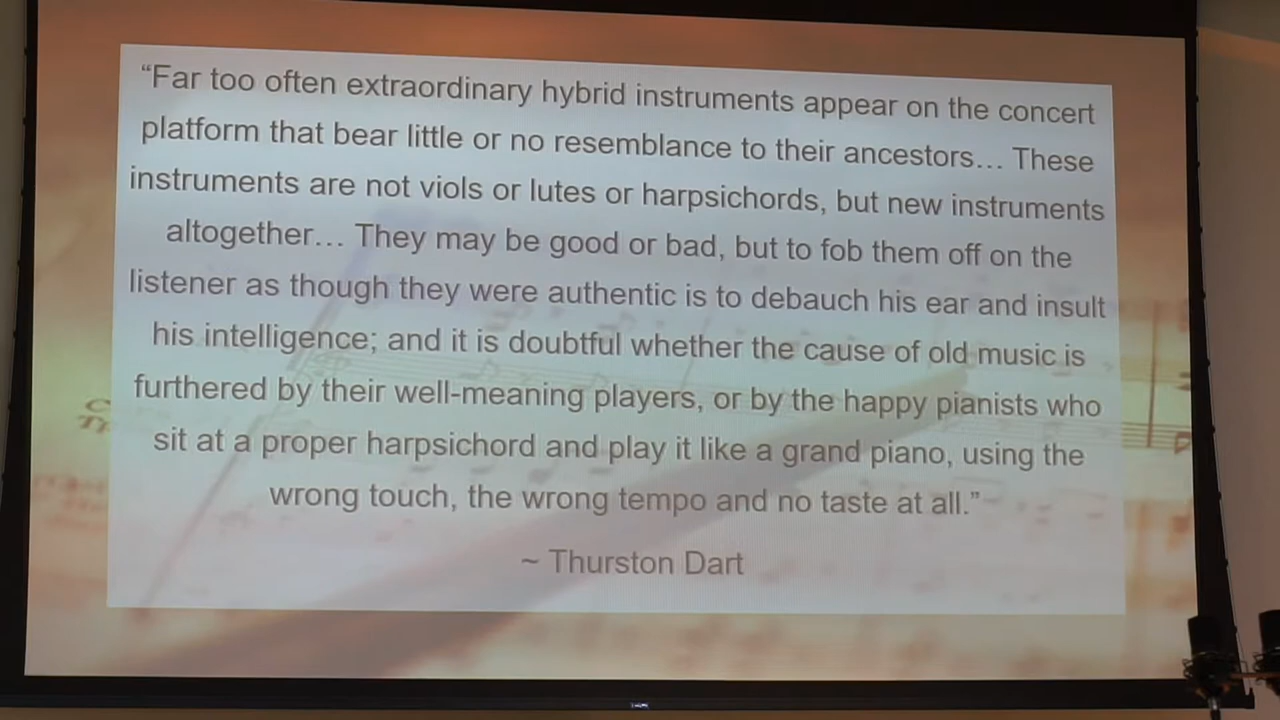 “Far too often extraordinary hybrid instruments appear on the concert
platform that bear little or no resemblance to their ancestors… These
instruments are not viols or lutes or harpsichords, but new instruments
altogether… They may be good or bad, but to fob them off on the
listener as though they were authentic is to debauch his ear and insult
his intelligence; and it is doubtful whether the cause of old music is
furthered by their well-meaning players, or by the happy pianists who
sit at a proper harpsichord and play it like a grand piano, using the
wrong touch, the wrong tempo and no taste at all.”
~ Thurston Dart